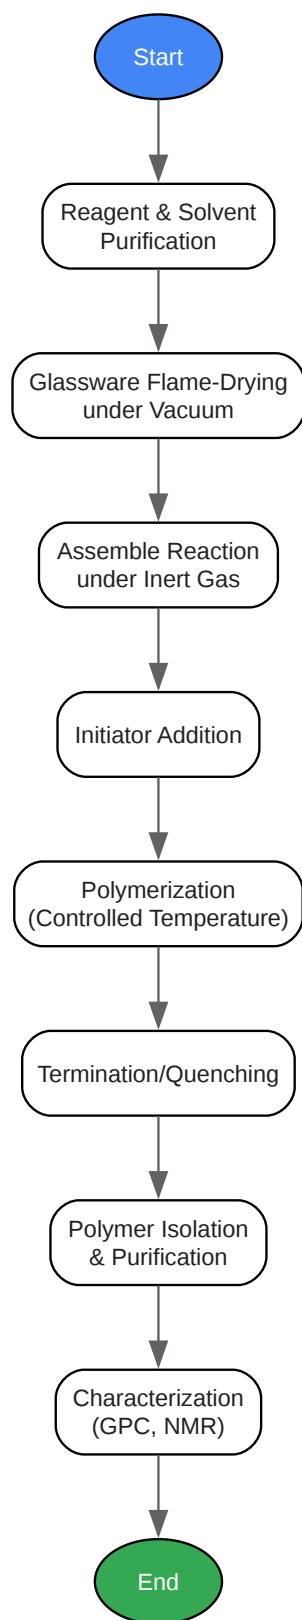 Start
Reagent & Solvent
Purification
Glassware Flame-Drying
under Vacuum
Assemble Reaction
under Inert Gas
Initiator Addition
Polymerization
(Controlled Temperature)
Termination/Quenching
Polymer Isolation
& Purification
Characterization
(GPC, NMR)
End